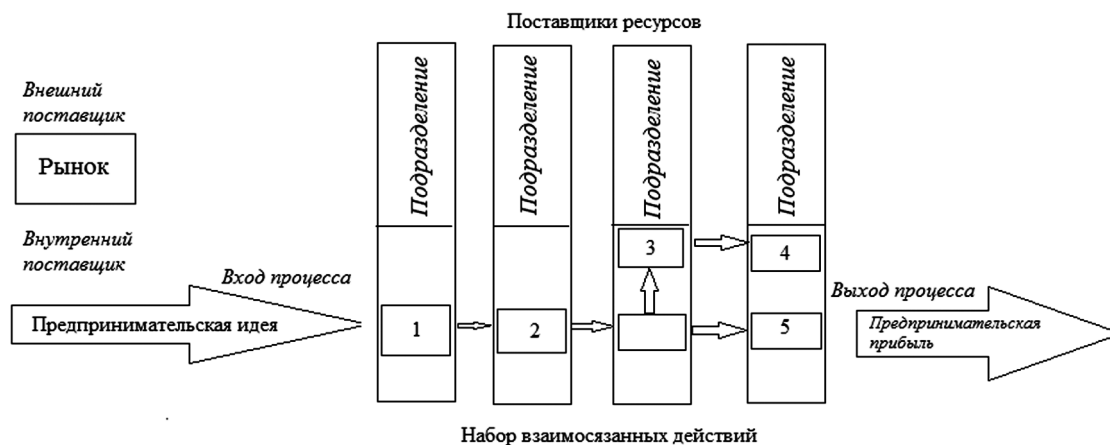 Поставщики ресурсов
Внешний
поставщик
Рынок
Внутренний
поставщик
Вход процесса
Предпринимательская идея
Подразделение
Подразделение
Подразделение
Подразделение
1
2
3
4
5
Выход процесса
Предпринимательская
прибыль
Набор взаимосязанных действий